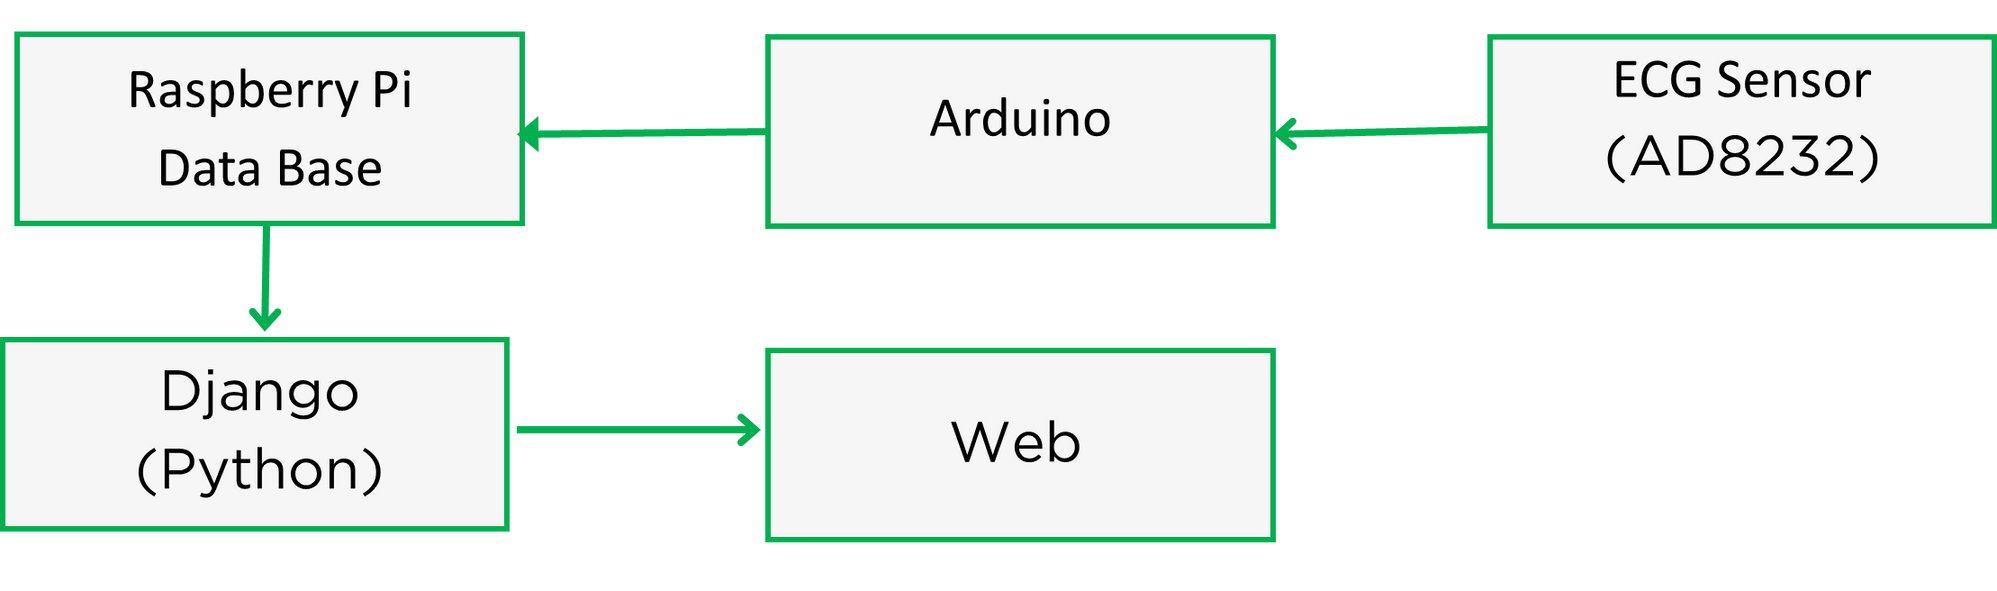 Raspberry Pi
Data Base
Arduino
ECG Sensor
(AD8232)
Django
(Python)
Web